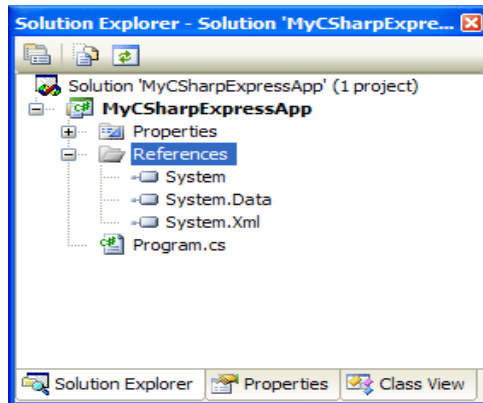 Solution Explorer - Solution 'MyCSharpExpre...
Solution 'MyCSharpExpressApp' (1 project)
MyCSharpExpressApp
Properties
References
System
System.Data
System.Xml
Program.cs
Solution Explorer Properties Class View